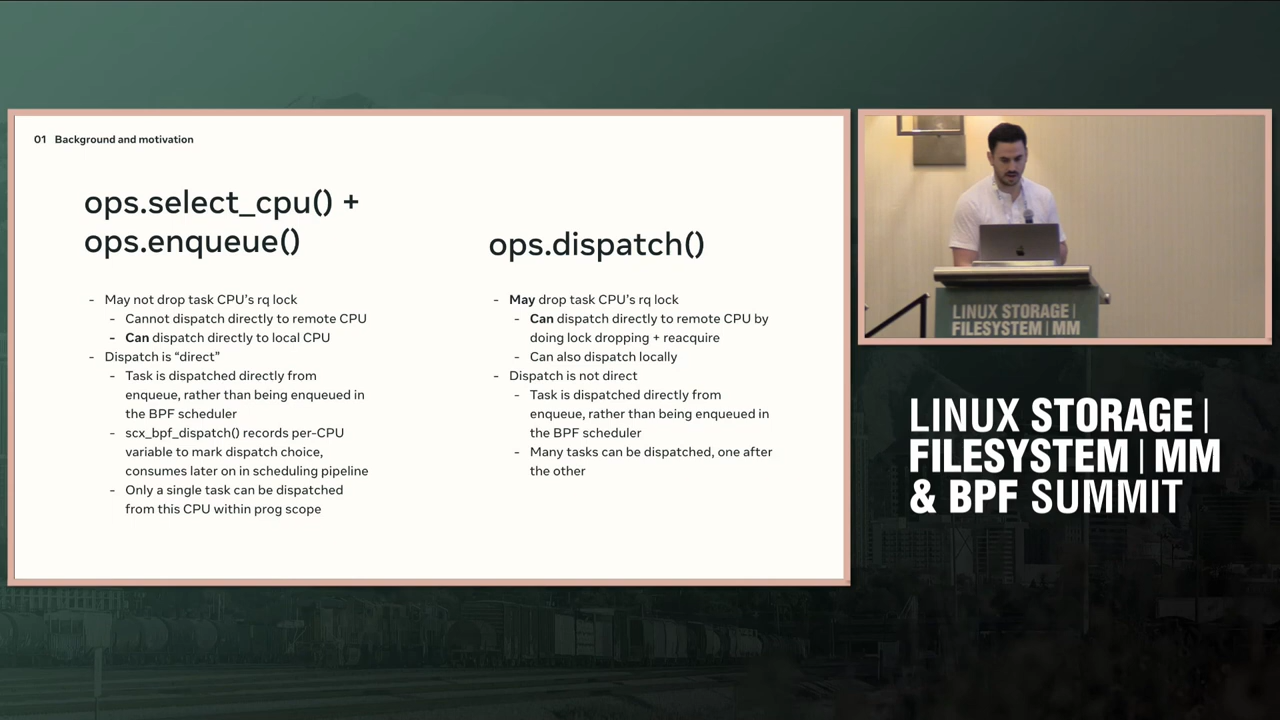 01 Background and motivation
ops.select_cpu() +
ops.enqueue()
- May not drop task CPU’s rq lock
- Cannot dispatch directly to remote CPU
- Can dispatch directly to local CPU
- Dispatch is “direct”
- Task is dispatched directly from
enqueue, rather than being enqueued in
the BPF scheduler
- scx_bpf_dispatch() records per-CPU
variable to mark dispatch choice,
consumes later on in scheduling pipeline
- Only a single task can be dispatched
from this CPU within prog scope
ops.dispatch()
- May drop task CPU’s rq lock
- Can dispatch directly to remote CPU by
doing lock dropping + reacquire
- Can also dispatch locally
- Dispatch is not direct
- Task is dispatched directly from
enqueue, rather than being enqueued in
the BPF scheduler
- Many tasks can be dispatched, one after
the other
LINUX STORAGE |
FILESYSTEM | MM
LINUX STORAGE |
FILESYSTEM | MM
& BPF SUMMIT